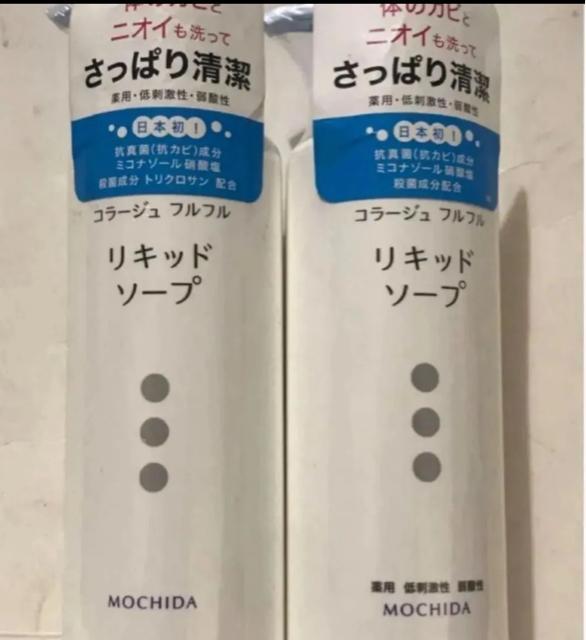 体のカビと
ニオイも洗って
さっぱり清潔
薬用・低刺激性・弱酸性
日本初！
抗真菌(抗カビ)成分
ミコナゾール硝酸塩
殺菌成分 トリクロサン 配合
コラージュ フルフル
リキッド
ソープ
MOCHIDA
体のカビと
ニオイも洗って
さっぱり清潔
薬用・低刺激性・弱酸性
日本初！
抗真菌(抗カビ)成分
ミコナゾール硝酸塩
殺菌成分配合
コラージュ フルフル
リキッド
ソープ
薬用 低刺激性 弱酸性
MOCHIDA